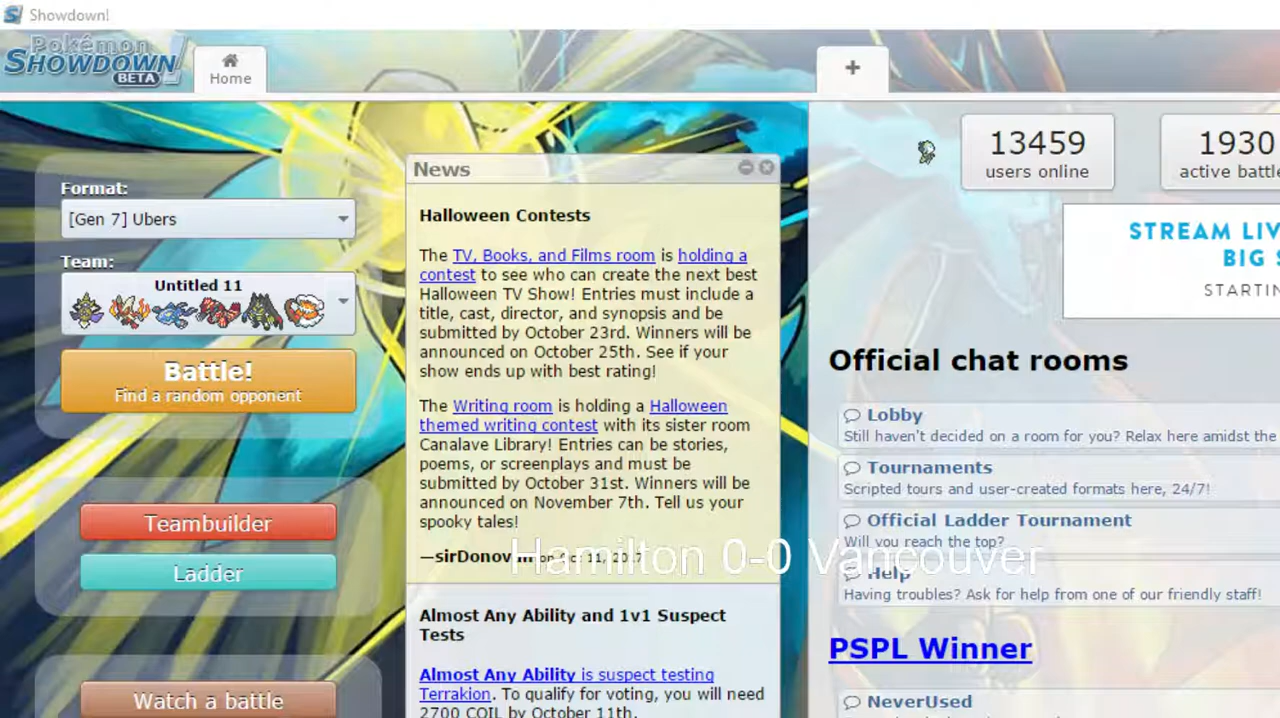 Showdown!
Pokémon
SHOWDOWN!
BETA
Home
+
Format:
[Gen 7] Ubers
Team:
Untitled 11
Battle!
Find a random opponent
Teambuilder
Ladder
Watch a battle
News
Halloween Contests
The TV, Books, and Films room is holding a
contest to see who can create the next best
Halloween TV Show! Entries must include a
title, cast, director, and synopsis and be
submitted by October 23rd. Winners will be
announced on October 25th. See if your
show ends up with best rating!
The Writing room is holding a Halloween
themed writing contest with its sister room
Canalave Library! Entries can be stories,
poems, or screenplays and must be
submitted by October 31st. Winners will be
announced on November 7th. Tell us your
spooky tales!
Hamilton 0-0 Vancouver
Almost Any Ability and 1v1 Suspect
Tests
Almost Any Ability is suspect testing
Terrakion. To qualify for voting, you will need
2700 COIL by October 11th.
13459
users online
1930
active battle
STREAM LIV
BIG S
STARTIN
Official chat rooms
Lobby
Still haven't decided on a room for you? Relax here amidst the
Tournaments
Scripted tours and user-created formats here, 24/7!
Official Ladder Tournament
Will you reach the top?
Help
Having troubles? Ask for help from one of our friendly staff!
PSPL Winner
NeverUsed